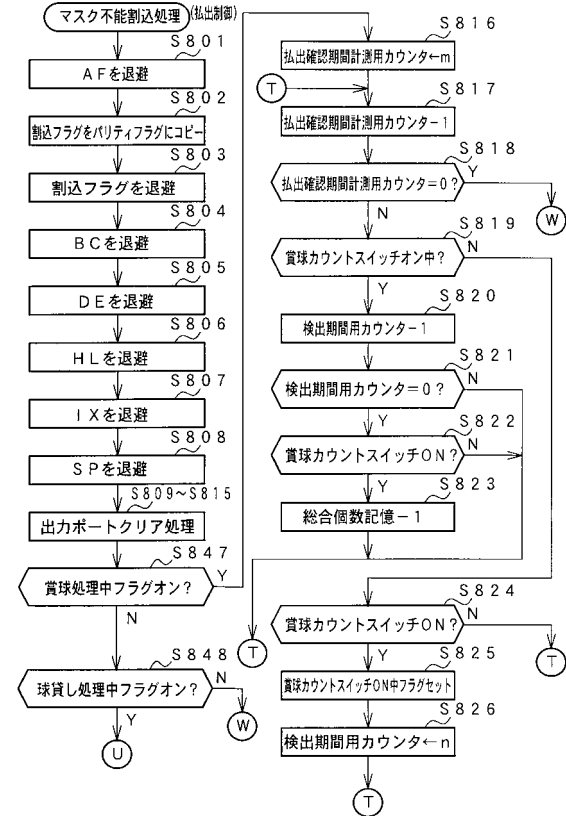 マスク不能割込処理
(払出制御)
S801
AFを退避
S802
割込フラグをパリティフラグにコピー
S803
割込フラグを退避
S804
BCを退避
S805
DEを退避
S806
HLを退避
S807
IXを退避
S808
SPを退避
S809~S815
出力ポートクリア処理
S847
賞球処理中フラグオン?
Y
N
S848
球貸し処理中フラグオン?
N
W
Y
U
S816
払出確認期間計測用カウンタ←m
T
S817
払出確認期間計測用カウンタ-1
S818
払出確認期間計測用カウンタ=0?
Y
W
N
S819
賞球カウントスイッチオン中?
N
Y
S820
検出期間用カウンタ-1
S821
検出期間用カウンタ=0?
N
Y
S822
賞球カウントスイッチON?
N
Y
S823
総合個数記憶-1
T
S824
賞球カウントスイッチON?
N
T
Y
S825
賞球カウントスイッチON中フラグセット
S826
検出期間用カウンタ←n
T